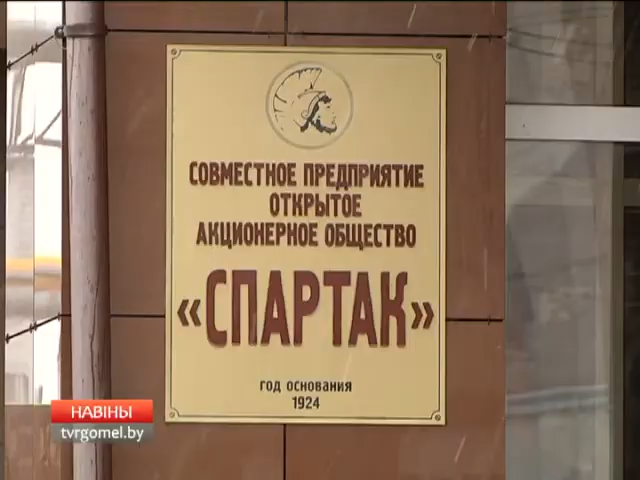 СОВМЕСТНОЕ ПРЕДПРИЯТИЕ
ОТКРЫТОЕ
АКЦИОНЕРНОЕ ОБЩЕСТВО
«СПАРТАК»
год основания
1924
НАВІНЫ
tvrgomel.by